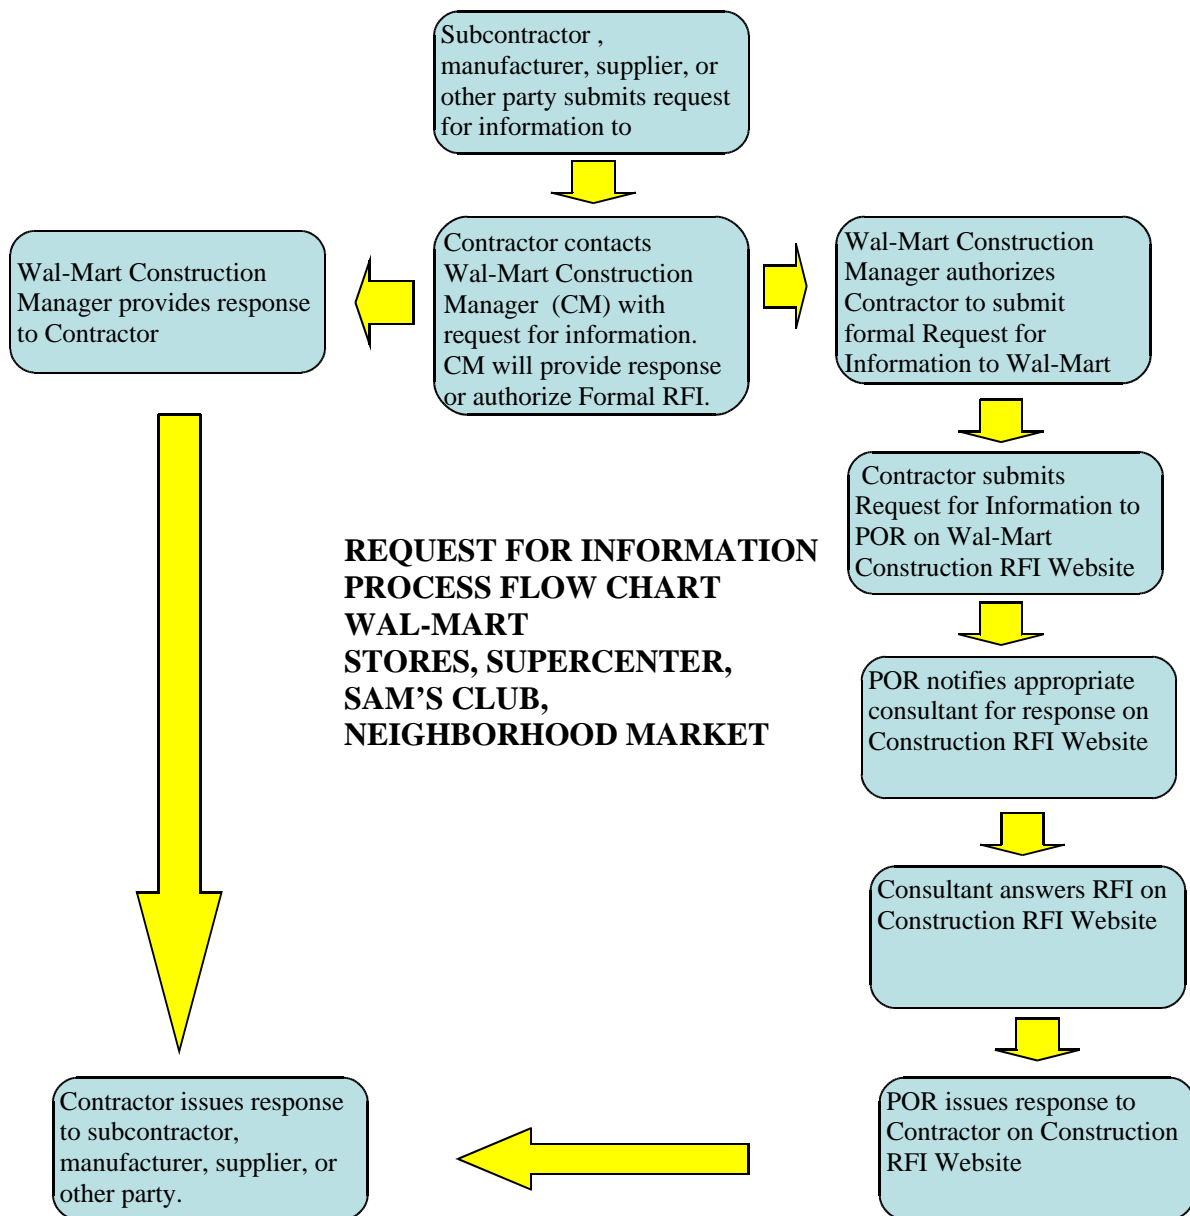 Subcontractor ,
manufacturer, supplier, or
other party submits request
for information to
Wal-Mart Construction
Manager provides response
to Contractor
Contractor contacts
Wal-Mart Construction
Manager (CM) with
request for information.
CM will provide response
or authorize Formal RFI.
Wal-Mart Construction
Manager authorizes
Contractor to submit
formal Request for
Information to Wal-Mart
Contractor submits
Request for Information to
POR on Wal-Mart
Construction RFI Website
REQUEST FOR INFORMATION
PROCESS FLOW CHART
WAL-MART
STORES, SUPERCENTER,
SAM’S CLUB,
NEIGHBORHOOD MARKET
POR notifies appropriate
consultant for response on
Construction RFI Website
Consultant answers RFI on
Construction RFI Website
POR issues response to
Contractor on Construction
RFI Website
Contractor issues response
to subcontractor,
manufacturer, supplier, or
other party.